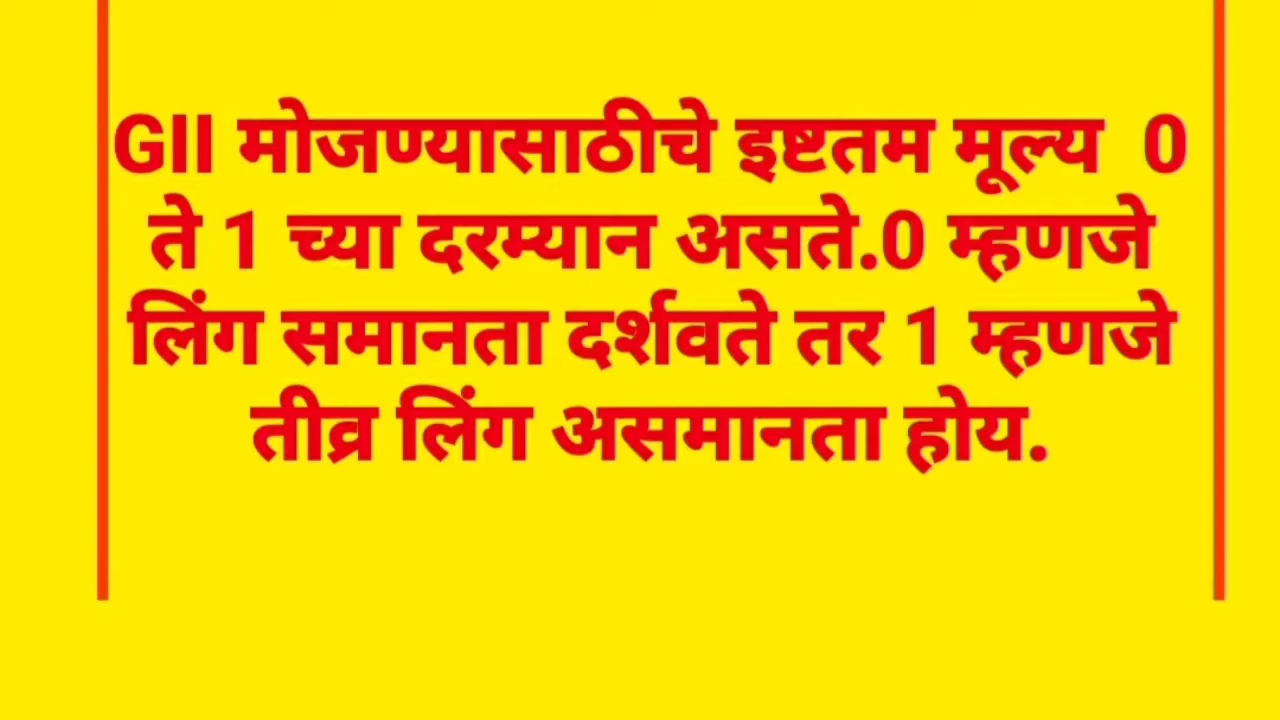 GII मोजण्यासाठीचे इष्टतम मूल्य 0
ते 1 च्या दरम्यान असते.0 म्हणजे
लिंग समानता दर्शवते तर 1 म्हणजे
तीव्र लिंग असमानता होय.